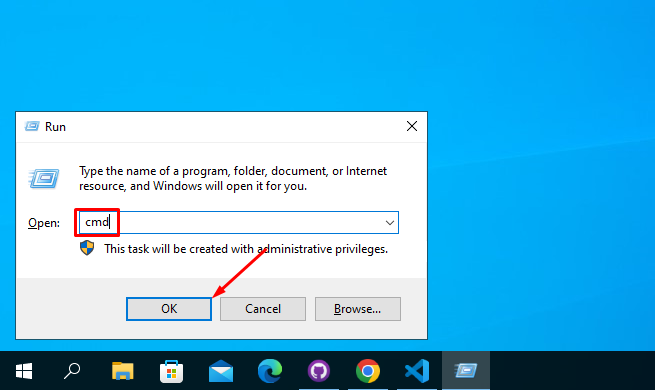 Run
Type the name of a program, folder, document, or Internet
resource, and Windows will open it for you.
Open: cmd
This task will be created with administrative privileges.
OK Cancel Browse...